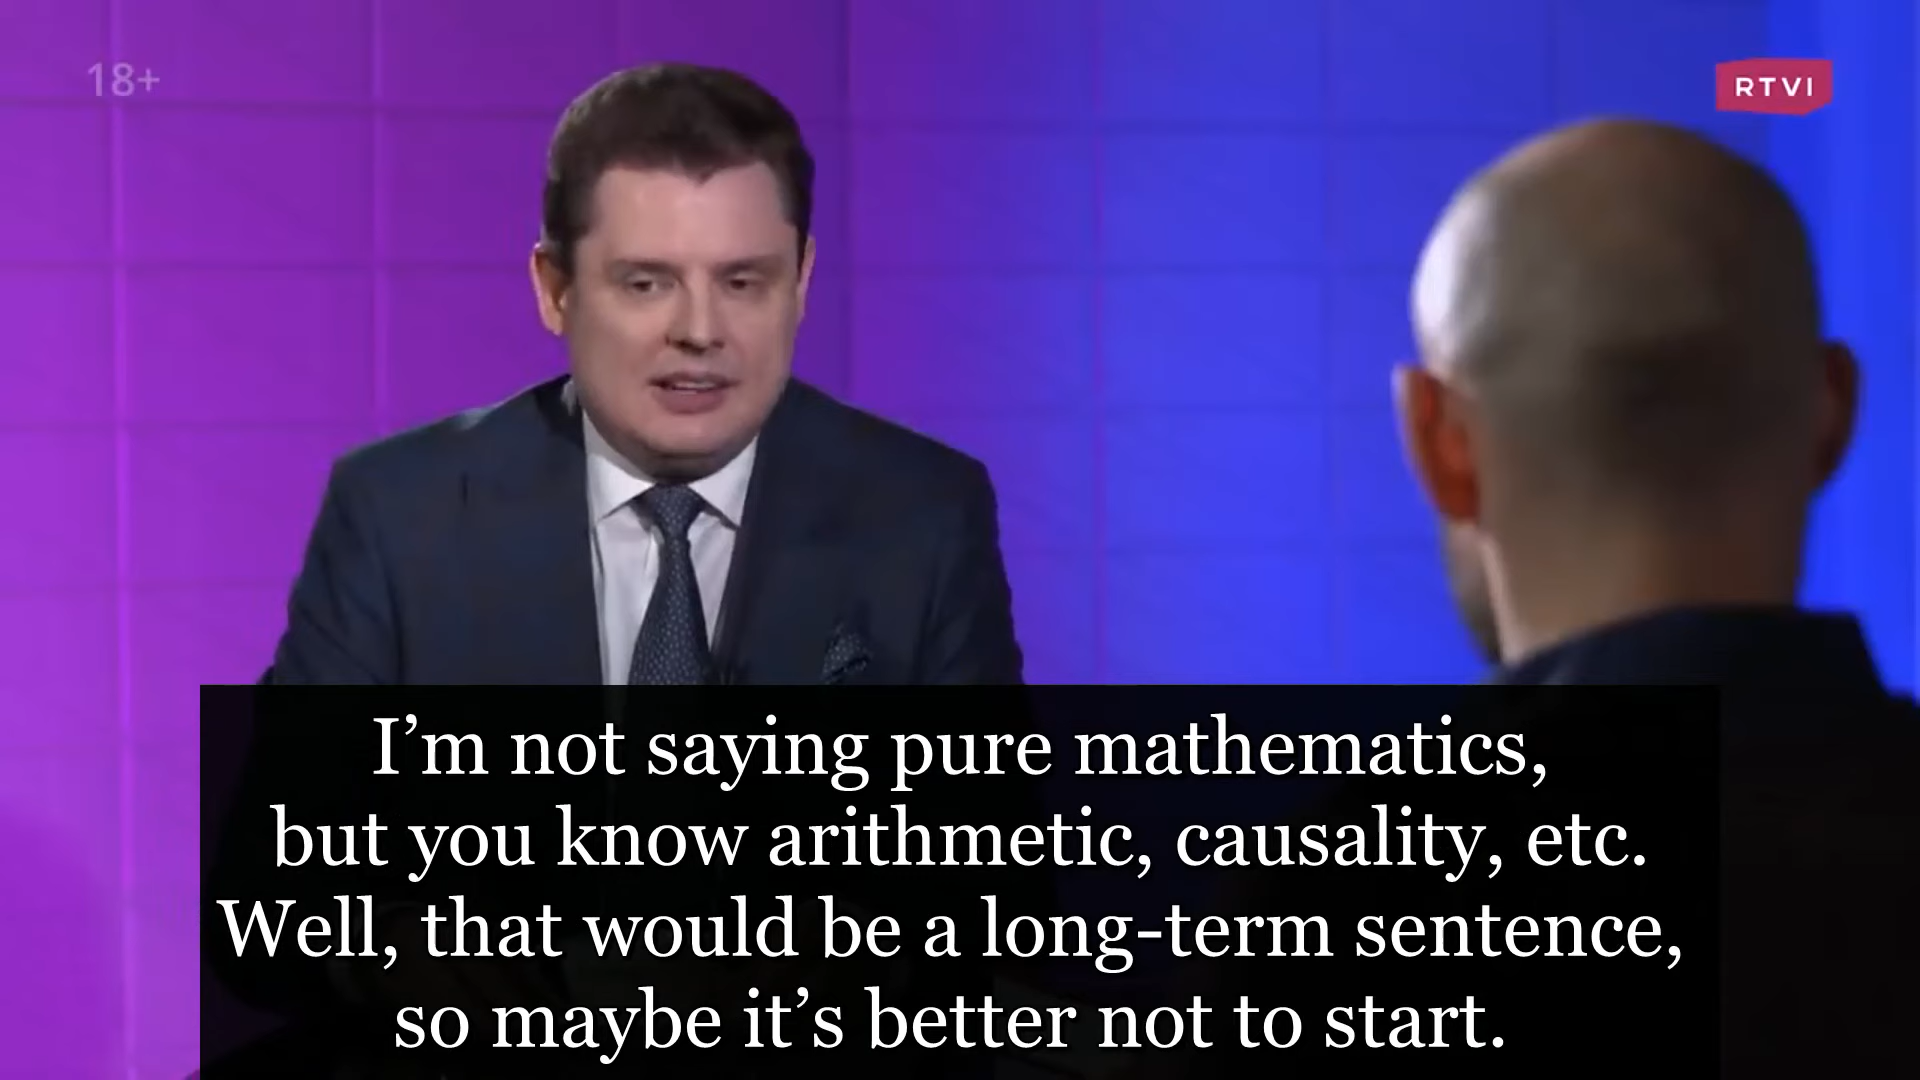 18+
RTVI
I’m not saying pure mathematics,
but you know arithmetic, causality, etc.
Well, that would be a long-term sentence,
so maybe it’s better not to start.